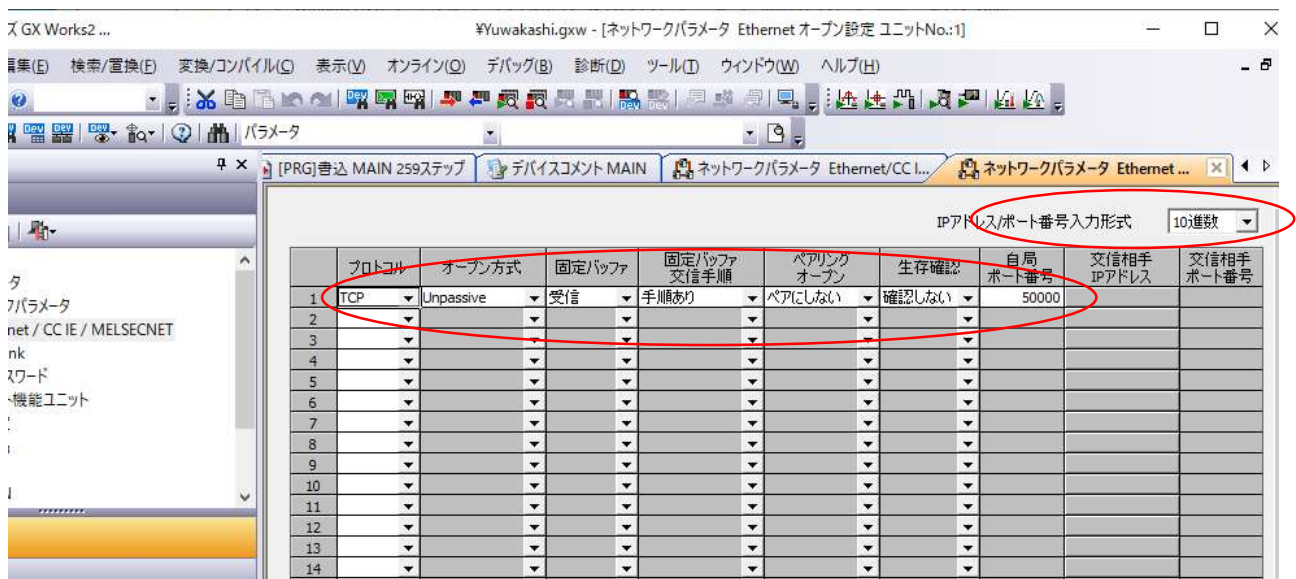 ズ GX Works2 ...
¥Yuwakashi.gxw - [ネットワークパラメータ Ethernet オープン設定 ユニットNo.:1]
編集(E) 検索/置換(F) 変換/コンパイル(C) 表示(V) オンライン(O) デバッグ(B) 診断(D) ツール(T) ウィンドウ(W) ヘルプ(H)
パラメータ
[PRG]書込 MAIN 259ステップ デバイスコメント MAIN ネットワークパラメータ Ethernet/CC I... ネットワークパラメータ Ethernet ...
IPアドレス/ポート番号入力形式 10進数
プロトコル オープン方式 固定バッファ 固定バッファ交信手順 ペアリングオープン 生存確認 自局ポート番号 交信相手IPアドレス 交信相手ポート番号
1 TCP Unpassive 受信 手順あり ペアにしない 確認しない 50000
2
3
4
5
6
7
8
9
10
11
12
13
14
タ
フパラメータ
net / CC IE / MELSECNET
nk
スワード
ト機能ユニット